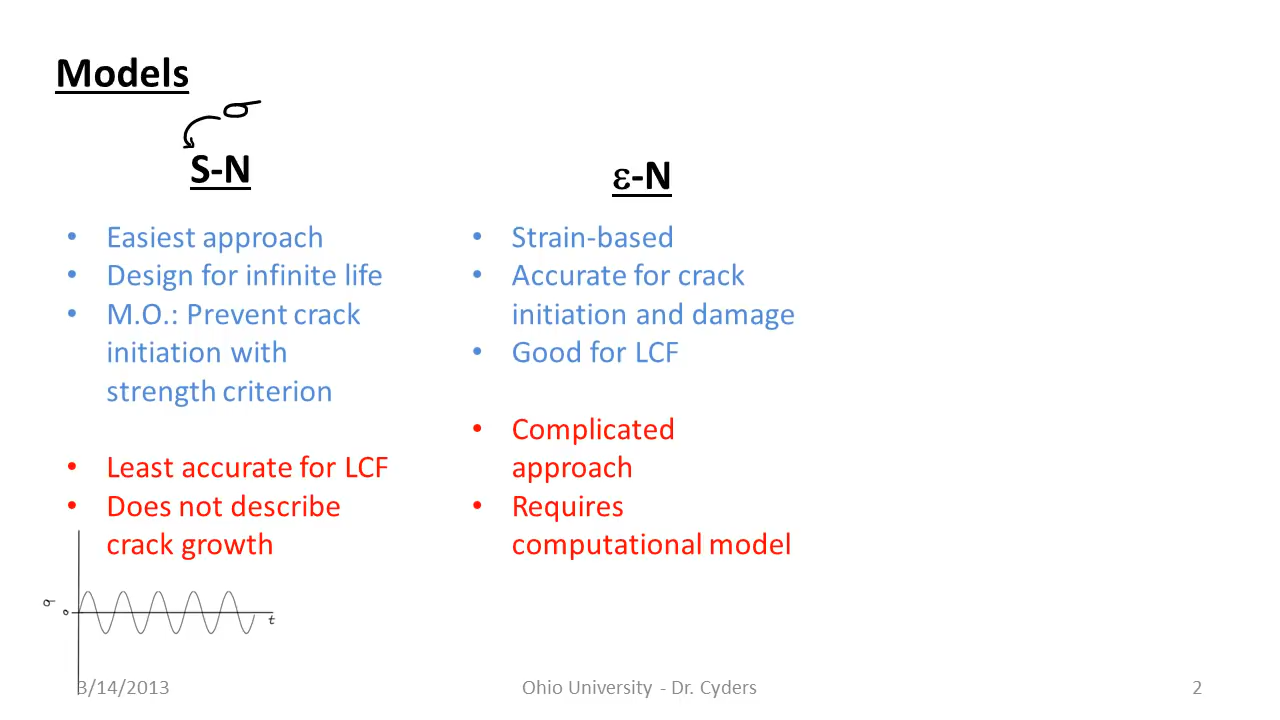 Models
σ
S-N
• Easiest approach
• Design for infinite life
• M.O.: Prevent crack
initiation with
strength criterion
• Least accurate for LCF
• Does not describe
crack growth
ε-N
• Strain-based
• Accurate for crack
initiation and damage
• Good for LCF
• Complicated
approach
• Requires
computational model
σ
0
t
3/14/2013
Ohio University - Dr. Cyders
2